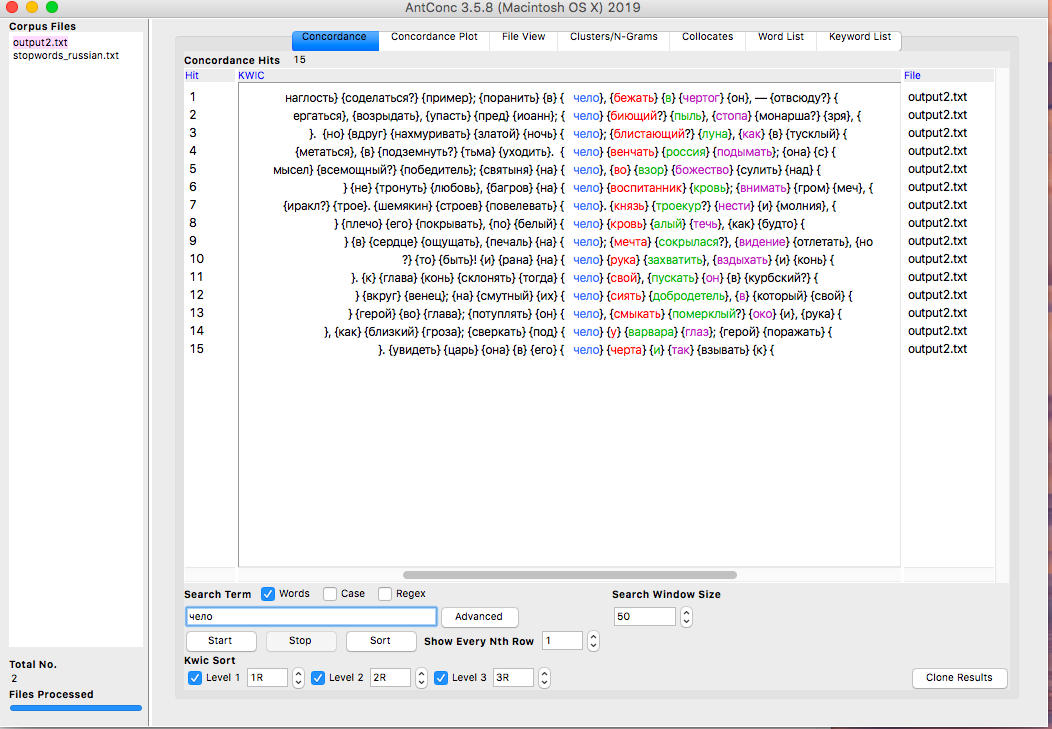 AntConc 3.5.8 (Macintosh OS X) 2019
Corpus Files
output2.txt
stopwords_russian.txt
Concordance Concordance Plot File View Clusters/N-Grams Collocates Word List Keyword List
Concordance Hits 15
Hit KWIC File
1 наглость} {соделаться?} {пример}; {поранить} {в} { чело}, {бежать} {в} {чертог} {он}, — {отвсюду?} { output2.txt
2 ергаться}, {возрыдать}, {упасть} {пред} {иоанн}; { чело} {биющий?} {пыль}, {стопа} {монарша?} {зря}, { output2.txt
3 }. {но} {вдруг} {нахмуривать} {златой} {ночь} { чело}; {блистающий?} {луна}, {как} {в} {тусклый} { output2.txt
4 {метаться}, {в} {подземнуть?} {тьма} {уходить}. { чело} {венчать} {россия} {подымать}; {она} {с} { output2.txt
5 мысел} {всемощный?} {победитель}; {святыня} {на} { чело}, {во} {взор} {божество} {сулить} {над} { output2.txt
6 } {не} {тронуть} {любовь}, {багров} {на} { чело} {воспитанник} {кровь}; {внимать} {гром} {меч}, { output2.txt
7 {иракл?} {трое}. {шемякин} {строев} {повелевать} { чело}. {князь} {троекур?} {нести} {и} {молния}, { output2.txt
8 } {плечо} {его} {покрывать}, {по} {белый} { чело} {кровь} {алый} {течь}, {как} {будто} { output2.txt
9 } {в} {сердце} {ощущать}, {печаль} {на} { чело}; {мечта} {сокрылася?}, {видение} {отлетать}, {но output2.txt
10 ?} {то} {быть}! {и} {рана} {на} { чело} {рука} {захватить}, {вздыхать} {и} {конь} { output2.txt
11 }. {к} {глава} {конь} {склонять} {тогда} { чело} {свой}, {пускать} {он} {в} {курбский?} { output2.txt
12 } {вкруг} {венец}; {на} {смутный} {их} { чело} {сиять} {добродетель}, {в} {который} {свой} { output2.txt
13 } {герой} {во} {глава}; {потуплять} {он} { чело}, {смыкать} {померклый?} {око} {и}, {рука} { output2.txt
14 }, {как} {близкий} {гроза}; {сверкать} {под} { чело} {у} {варвара} {глаз}; {герой} {поражать} { output2.txt
15 }. {увидеть} {царь} {она} {в} {его} { чело} {черта} {и} {так} {взывать} {к} { output2.txt
Search Term Words Case Regex Search Window Size
чело Advanced 50
Start Stop Sort Show Every Nth Row 1
Kwic Sort
Level 1 1R Level 2 2R Level 3 3R Clone Results
Total No.
2
Files Processed